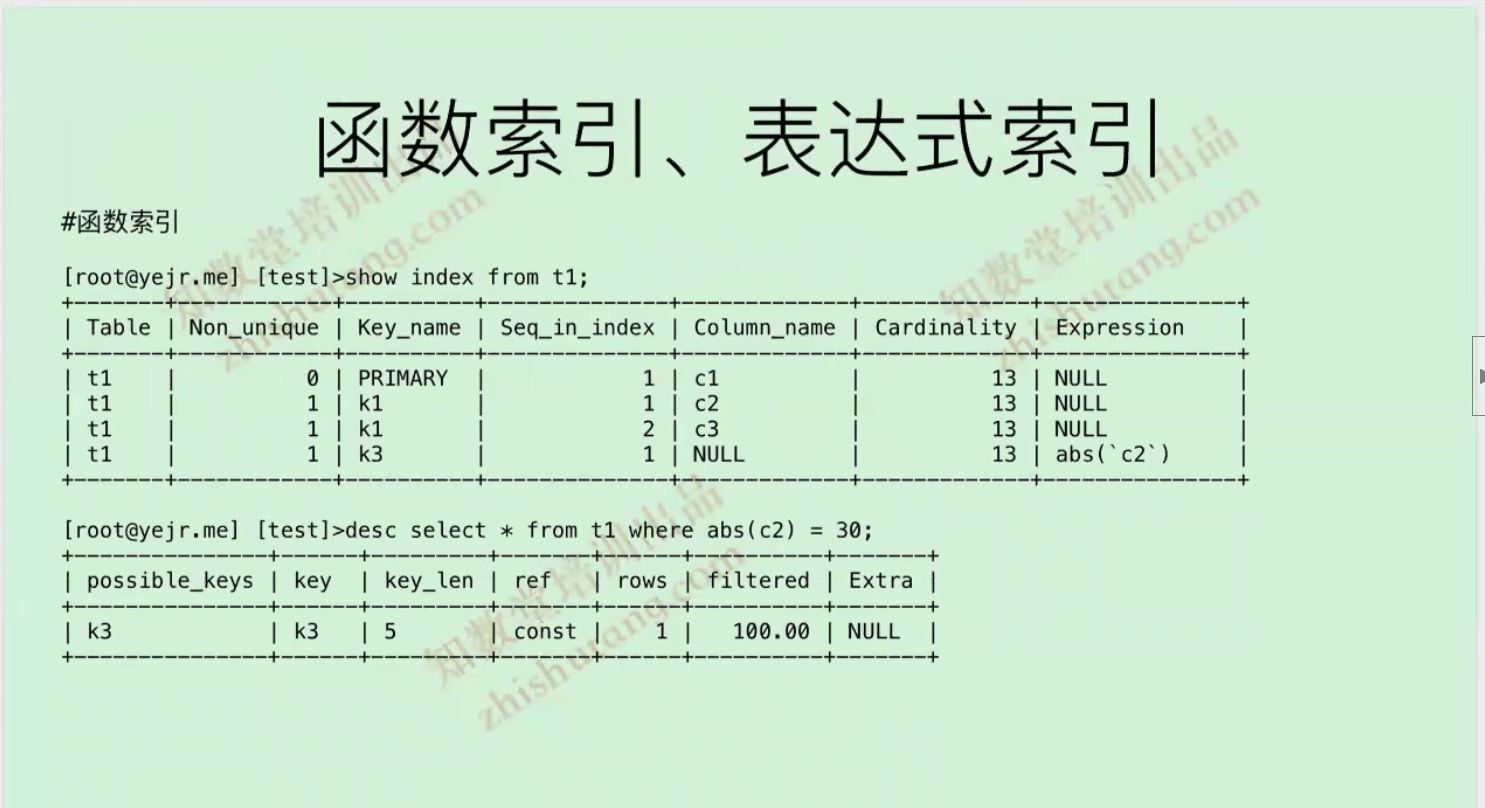 函数索引、表达式索引
#函数索引
[root@yejr.me] [test]>show index from t1;
+-------+------------+----------+--------------+-------------+-------------+---------------+
| Table | Non_unique | Key_name | Seq_in_index | Column_name | Cardinality | Expression    |
+-------+------------+----------+--------------+-------------+-------------+---------------+
| t1    |          0 | PRIMARY  |            1 | c1          |          13 | NULL          |
| t1    |          1 | k1       |            1 | c2          |          13 | NULL          |
| t1    |          1 | k1       |            2 | c3          |          13 | NULL          |
| t1    |          1 | k3       |            1 | NULL        |          13 | abs(`c2`)     |
+-------+------------+----------+--------------+-------------+-------------+---------------+
[root@yejr.me] [test]>desc select * from t1 where abs(c2) = 30;
+---------------+------+---------+-------+------+----------+-------+
| possible_keys | key  | key_len | ref   | rows | filtered | Extra |
+---------------+------+---------+-------+------+----------+-------+
| k3            | k3   | 5       | const |    1 |   100.00 | NULL  |
+---------------+------+---------+-------+------+----------+-------+
知数堂培训出品
zhishutang.com
知数堂培训出品
zhishutang.com
知数堂培训出品
zhishutang.com